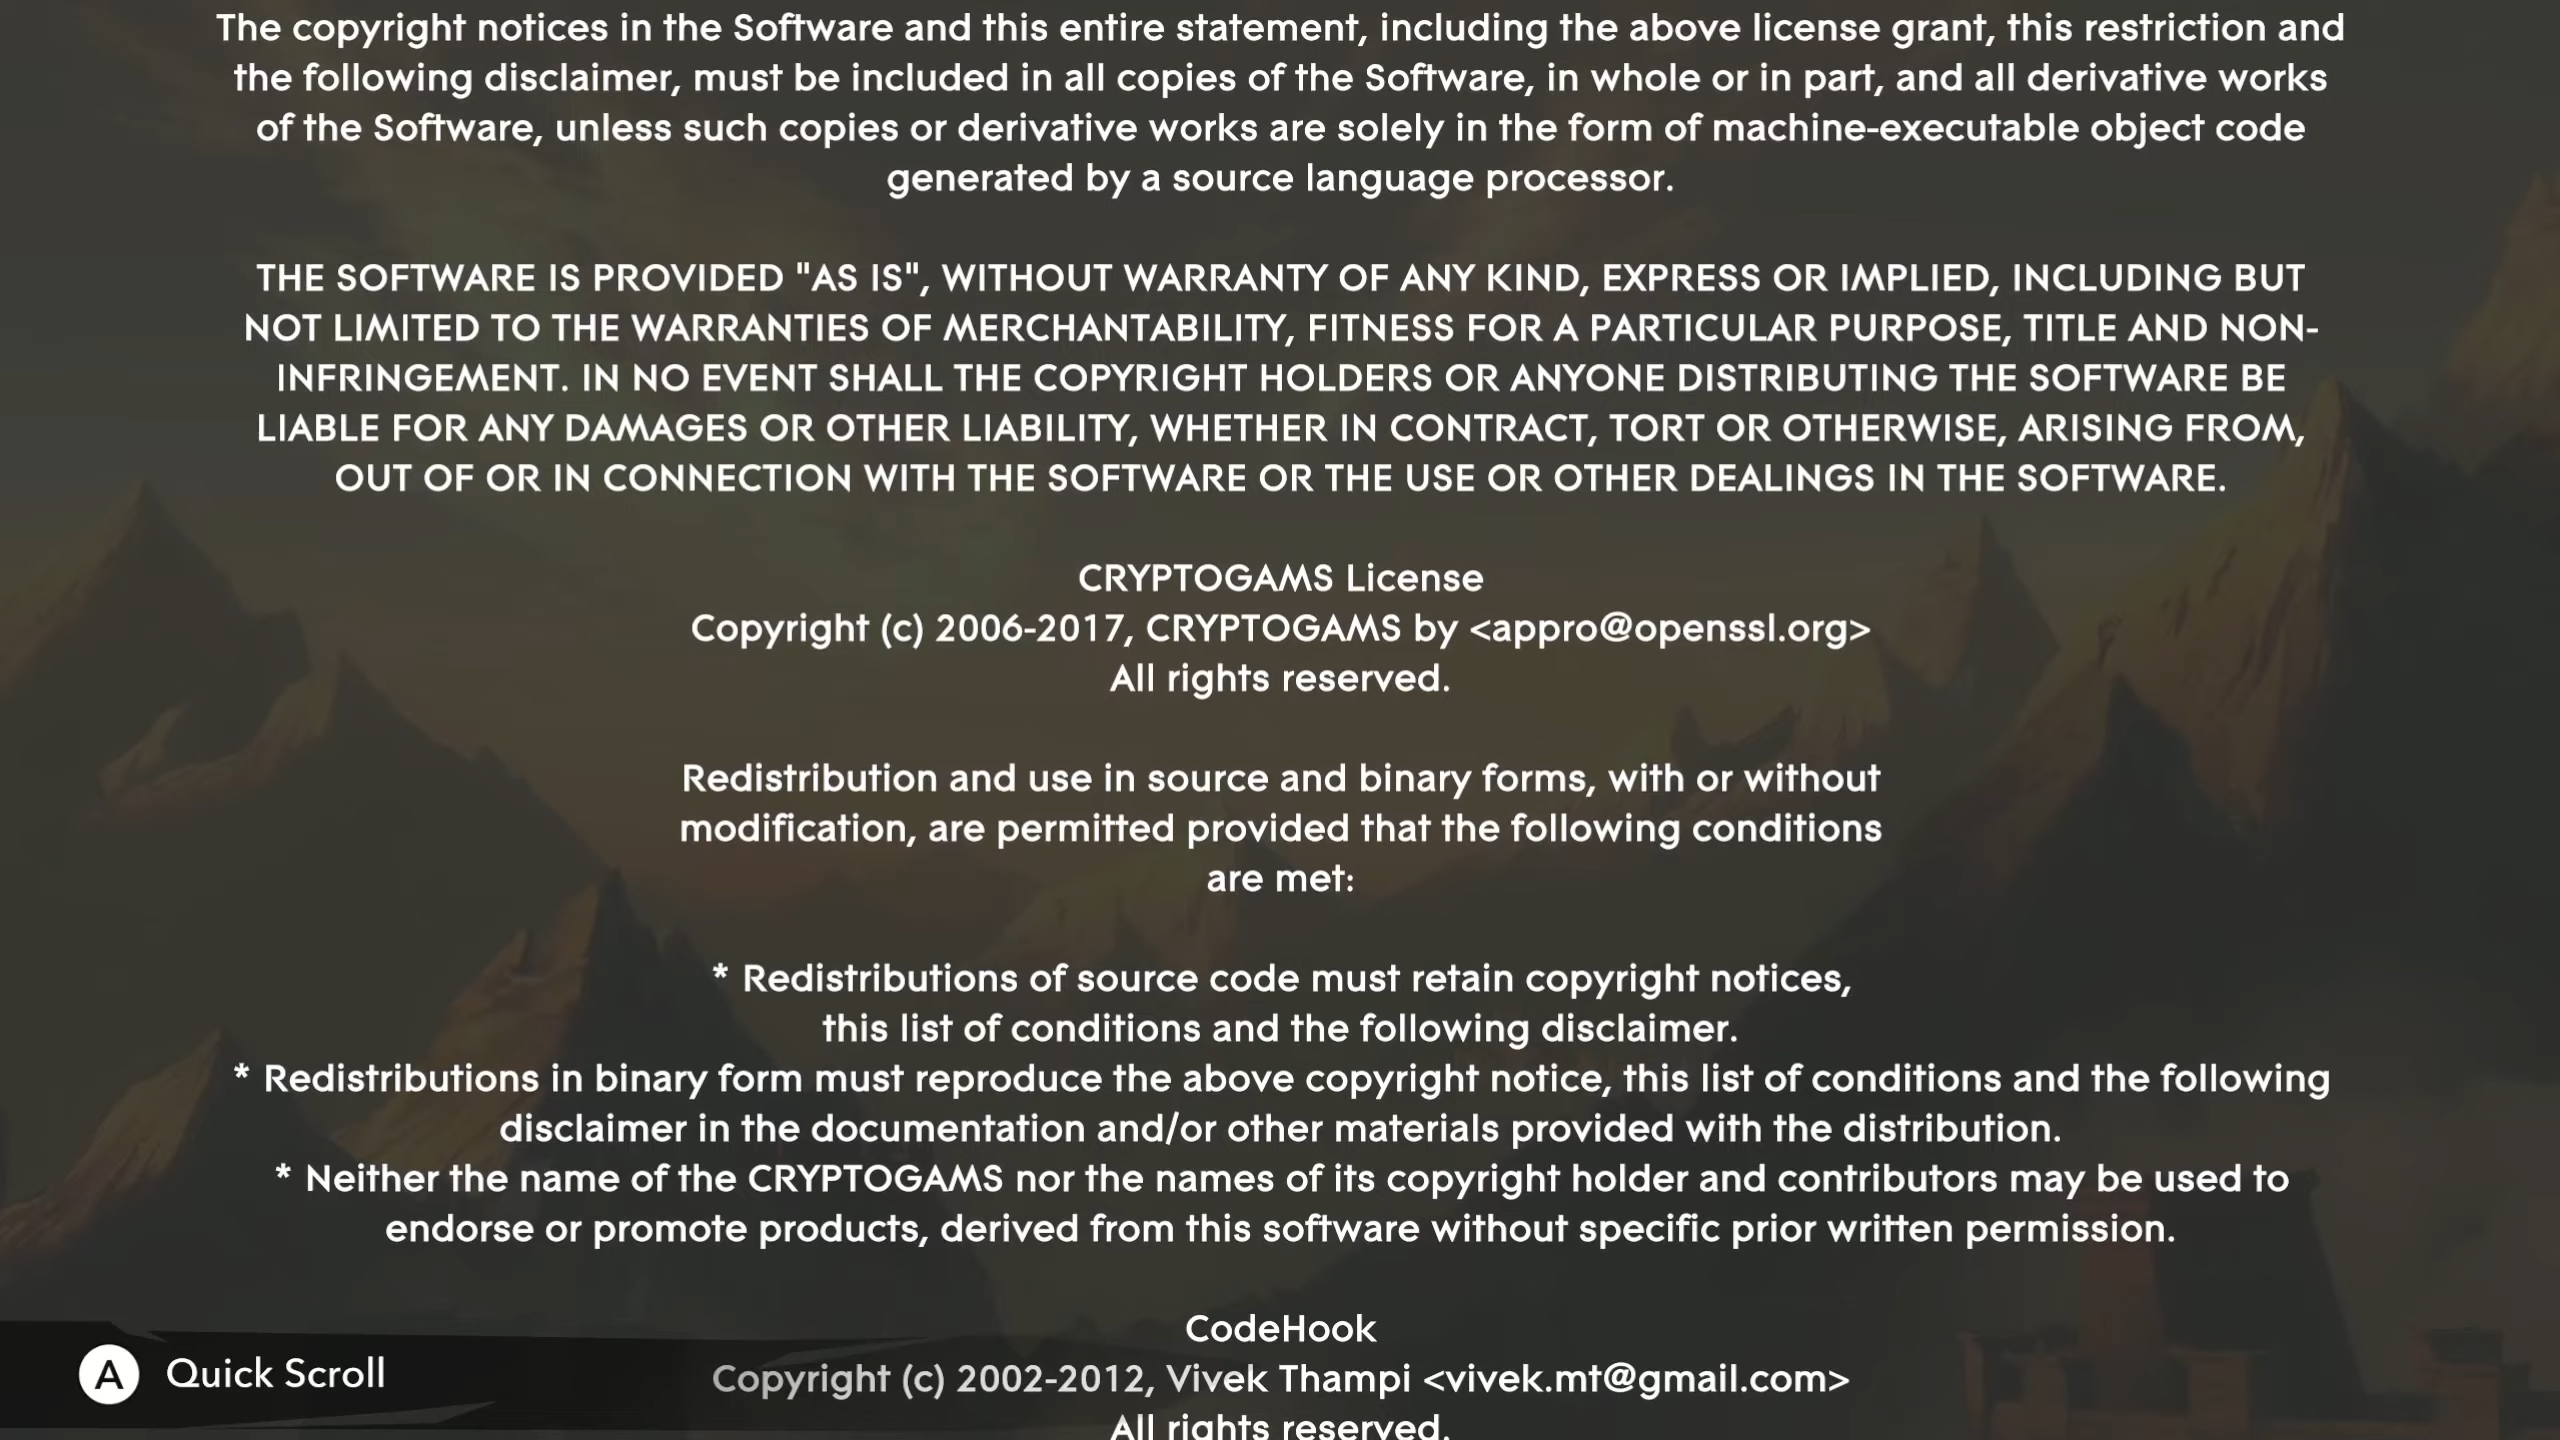 The copyright notices in the Software and this entire statement, including the above license grant, this restriction and
the following disclaimer, must be included in all copies of the Software, in whole or in part, and all derivative works
of the Software, unless such copies or derivative works are solely in the form of machine-executable object code
generated by a source language processor.
THE SOFTWARE IS PROVIDED "AS IS", WITHOUT WARRANTY OF ANY KIND, EXPRESS OR IMPLIED, INCLUDING BUT
NOT LIMITED TO THE WARRANTIES OF MERCHANTABILITY, FITNESS FOR A PARTICULAR PURPOSE, TITLE AND NON-
INFRINGEMENT. IN NO EVENT SHALL THE COPYRIGHT HOLDERS OR ANYONE DISTRIBUTING THE SOFTWARE BE
LIABLE FOR ANY DAMAGES OR OTHER LIABILITY, WHETHER IN CONTRACT, TORT OR OTHERWISE, ARISING FROM,
OUT OF OR IN CONNECTION WITH THE SOFTWARE OR THE USE OR OTHER DEALINGS IN THE SOFTWARE.
CRYPTOGAMS License
Copyright (c) 2006-2017, CRYPTOGAMS by <appro@openssl.org>
All rights reserved.
Redistribution and use in source and binary forms, with or without
modification, are permitted provided that the following conditions
are met:
* Redistributions of source code must retain copyright notices,
this list of conditions and the following disclaimer.
* Redistributions in binary form must reproduce the above copyright notice, this list of conditions and the following
disclaimer in the documentation and/or other materials provided with the distribution.
* Neither the name of the CRYPTOGAMS nor the names of its copyright holder and contributors may be used to
endorse or promote products, derived from this software without specific prior written permission.
CodeHook
Copyright (c) 2002-2012, Vivek Thampi <vivek.mt@gmail.com>
All rights reserved.
A Quick Scroll